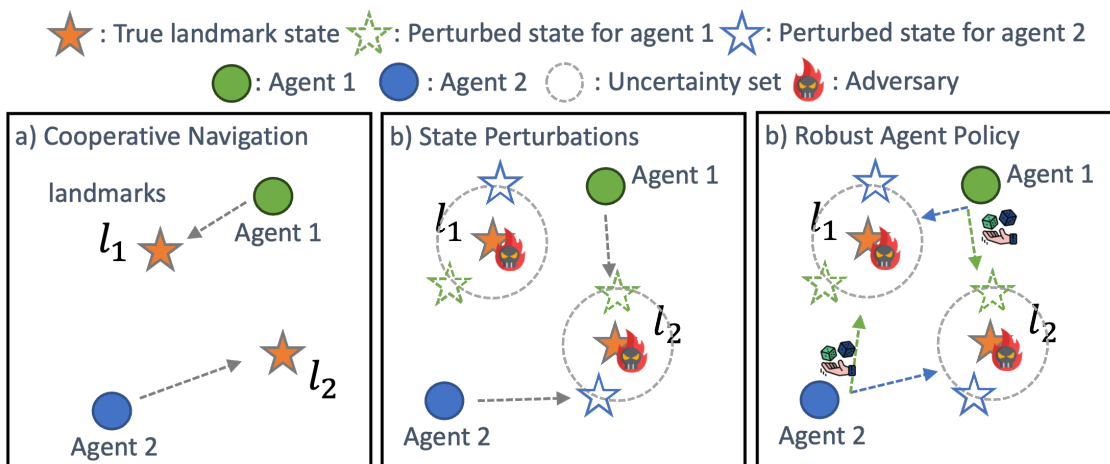 : True landmark state : Perturbed state for agent 1 : Perturbed state for agent 2
: Agent 1 : Agent 2 : Uncertainty set : Adversary
a) Cooperative Navigation
landmarks
l1
Agent 1
l2
Agent 2
b) State Perturbations
Agent 1
l1
l2
Agent 2
b) Robust Agent Policy
Agent 1
l1
l2
Agent 2